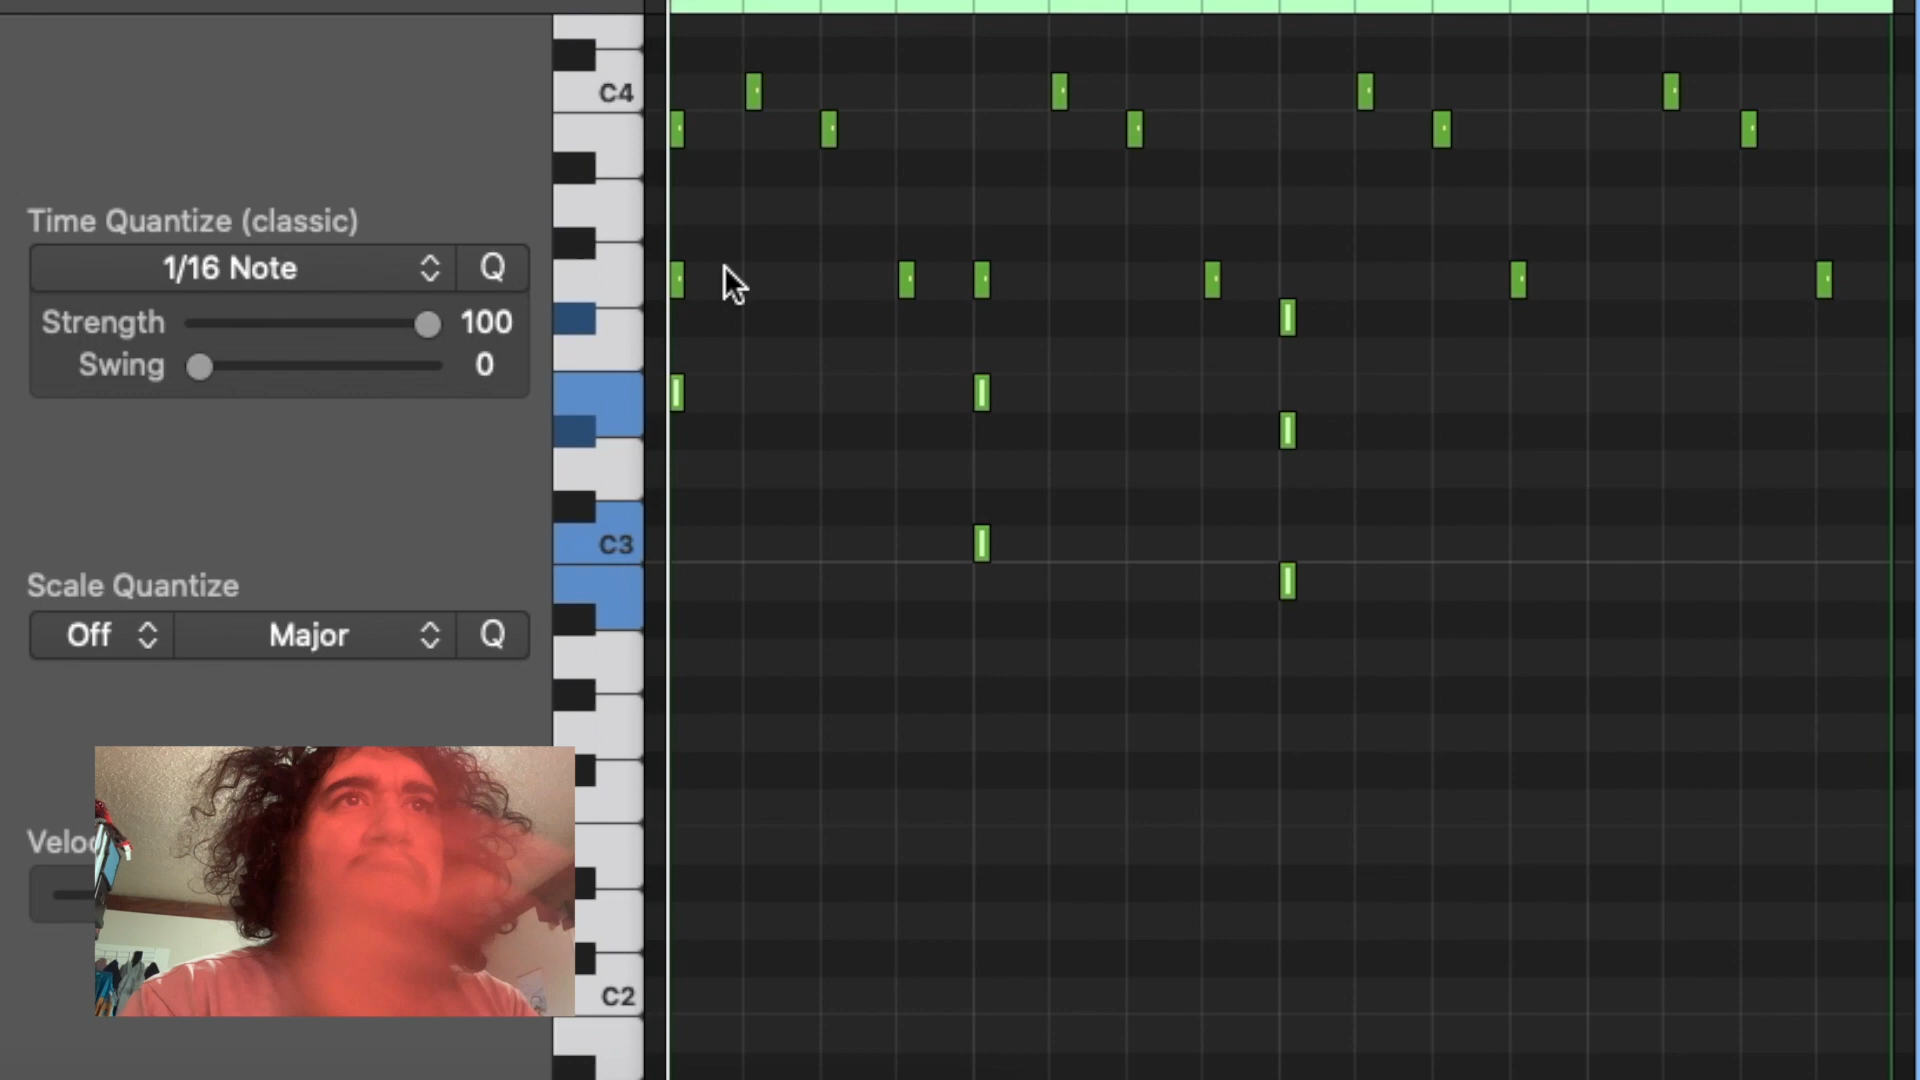 C4
Time Quantize (classic)
1/16 Note Q
Strength 100
Swing 0
C3
Scale Quantize
Off Major Q
Veloc
C2